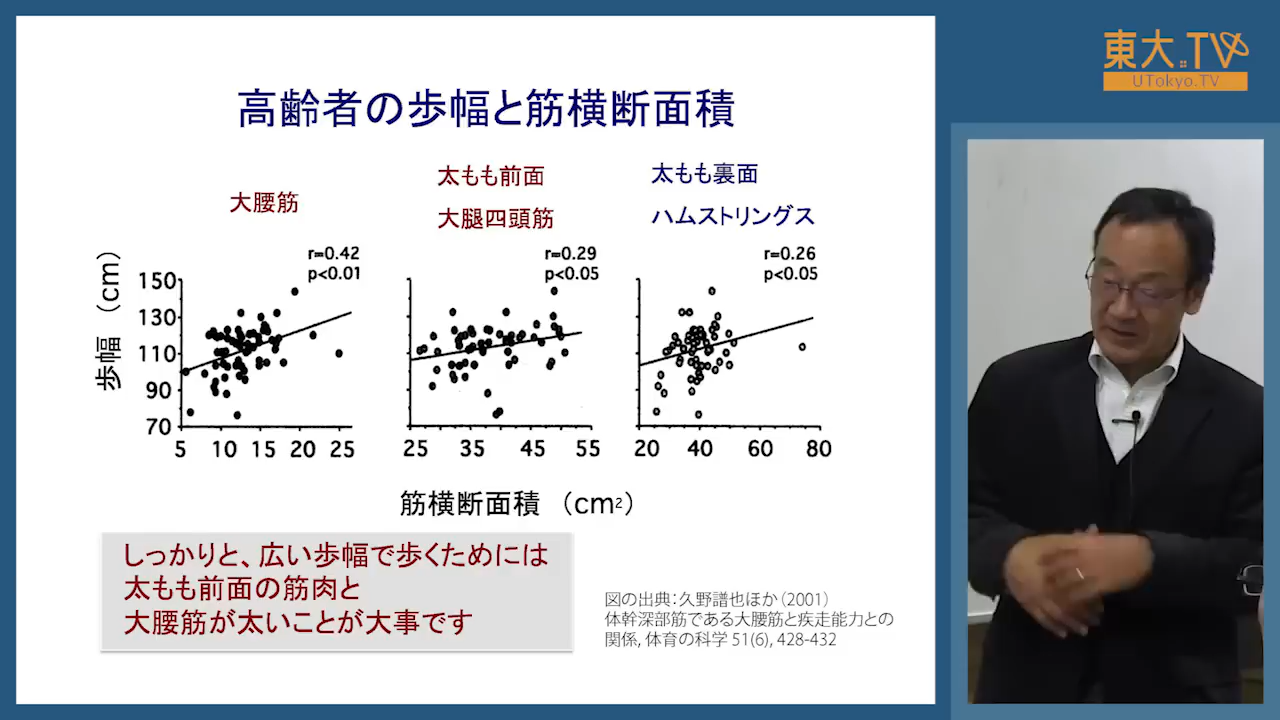 東大.TV
UTokyo.TV
高齢者の歩幅と筋横断面積
大腰筋
太もも前面
大腿四頭筋
太もも裏面
ハムストリングス
r=0.42
p<0.01
r=0.29
p<0.05
r=0.26
p<0.05
歩幅 (cm)
150
130
110
90
70
5 10 15 20 25
25 35 45 55
20 40 60 80
筋横断面積 (cm2)
しっかりと、広い歩幅で歩くためには
太もも前面の筋肉と
大腰筋が太いことが大事です
図の出典:久野譜也ほか(2001)
体幹深部筋である大腰筋と疾走能力との
関係, 体育の科学 51(6), 428-432